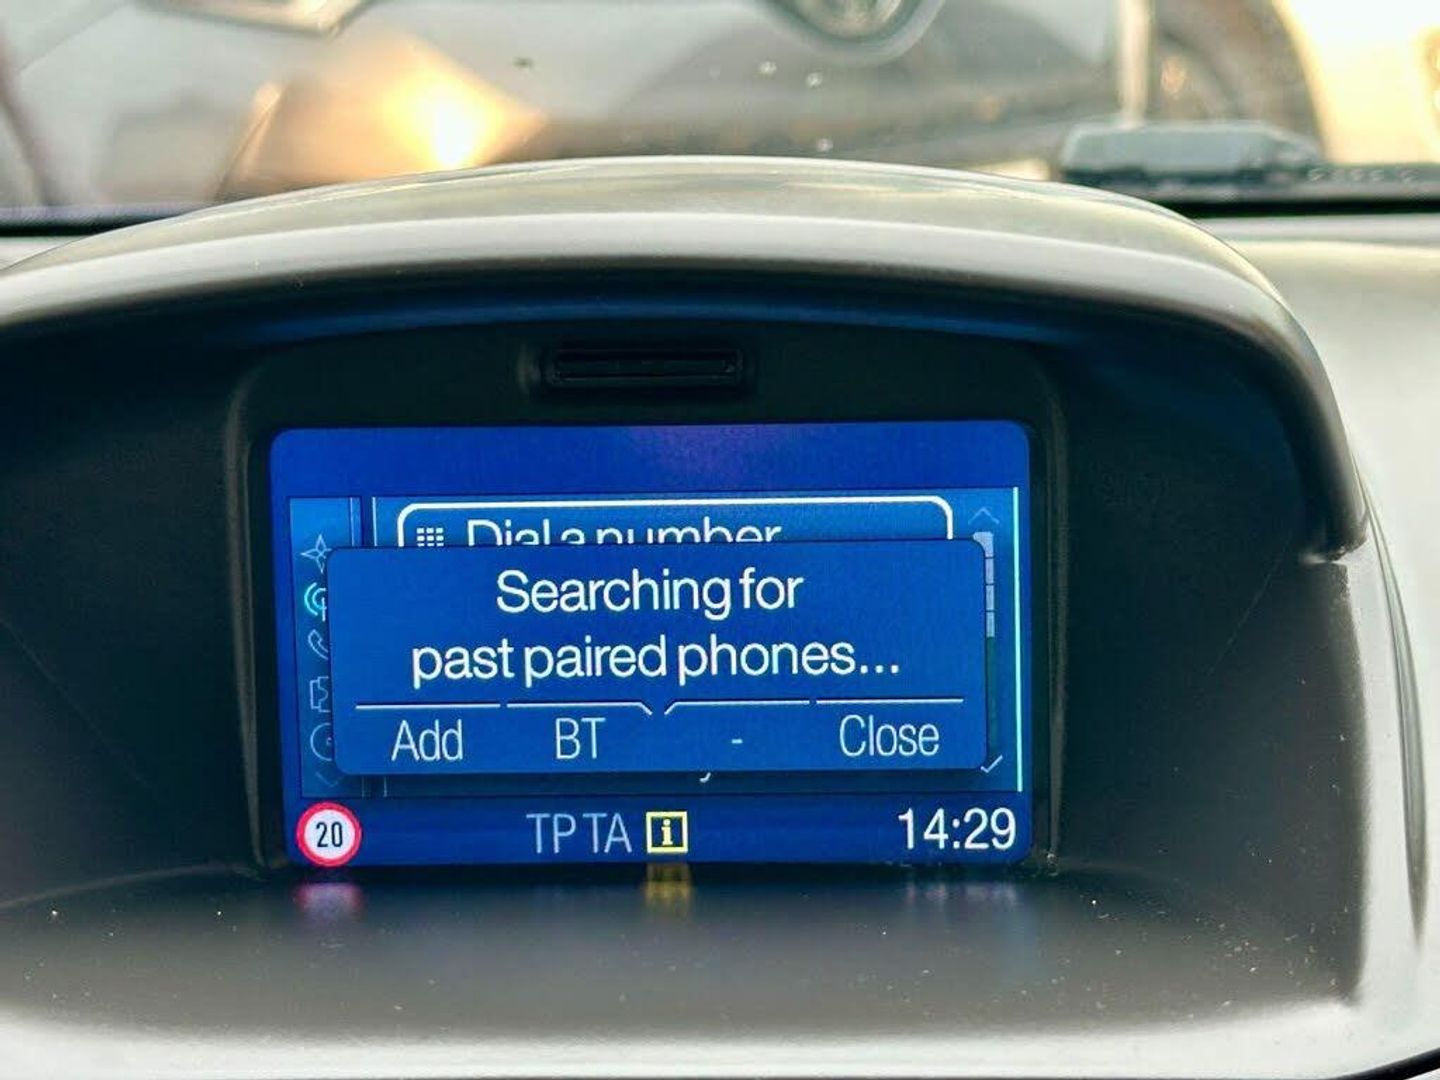 Dial a number
Searching for
past paired phones...
Add BT - Close
20 TP TA i 14:29